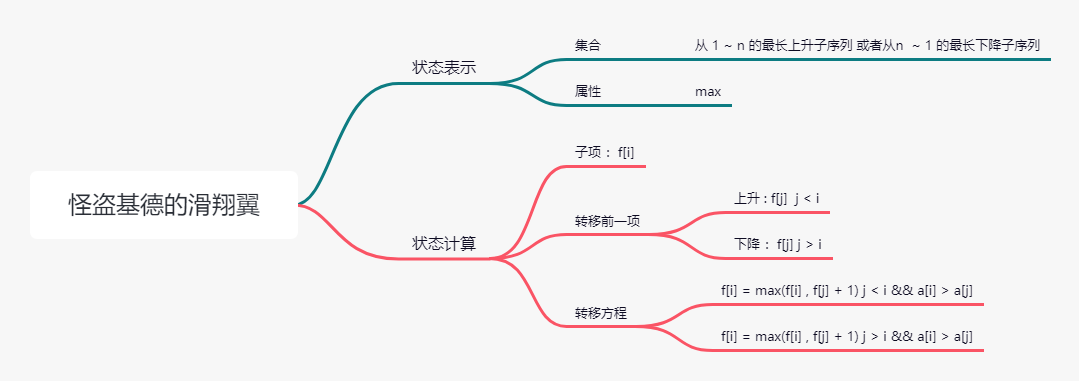 怪盗基德的滑翔翼
状态表示
集合
从 1 ~ n 的最长上升子序列 或者从n ~ 1 的最长下降子序列
属性
max
状态计算
子项： f[i]
转移前一项
上升 : f[j] j < i
下降： f[j] j > i
转移方程
f[i] = max(f[i] , f[j] + 1) j < i && a[i] > a[j]
f[i] = max(f[i] , f[j] + 1) j > i && a[i] > a[j]